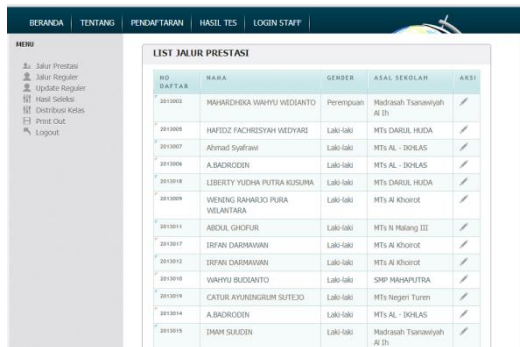 BERANDA TENTANG PENDAFTARAN HASIL TES LOGIN STAFF
MENU
Jalur Prestasi
Jalur Reguler
Update Reguler
Hasil Seleksi
Distribusi Kelas
Print Out
Logout
LIST JALUR PRESTASI
NO DAFTAR NAMA GENDER ASAL SEKOLAH AKSI
2013002 MAHARDHIKA WAHYU WIDIANTO Perempuan Madrasah Tsanawiyah Al Ih
2013005 HAFIDZ FACHRISYAH WIDYARI Laki-laki MTs DARUL HUDA
2013007 Ahmad Syafrawi Laki-laki MTs AL - IKHLAS
2013006 A.BADRODIN Laki-laki MTs AL - IKHLAS
2013018 LIBERTY YUDHA PUTRA KUSUMA Laki-laki MTs DARUL HUDA
2013009 WENING RAHARJO PURA WILANTARA Laki-laki MTs Al Khoirot
2013011 ABDUL GHOFUR Laki-laki MTs N Malang III
2013017 IRFAN DARMAWAN Laki-laki MTs Al Khoirot
2013012 IRFAN DARMAWAN Laki-laki MTs Al Khoirot
2013010 WAHYU BUDIANTO Laki-laki SMP MAHAPUTRA
2013019 CATUR AYUNINGRUM SUTEJO Laki-laki MTs Negeri Turen
2013014 A.BADRODIN Laki-laki MTs AL - IKHLAS
2013015 IMAM SUUDIN Laki-laki Madrasah Tsanawiyah Al Ih